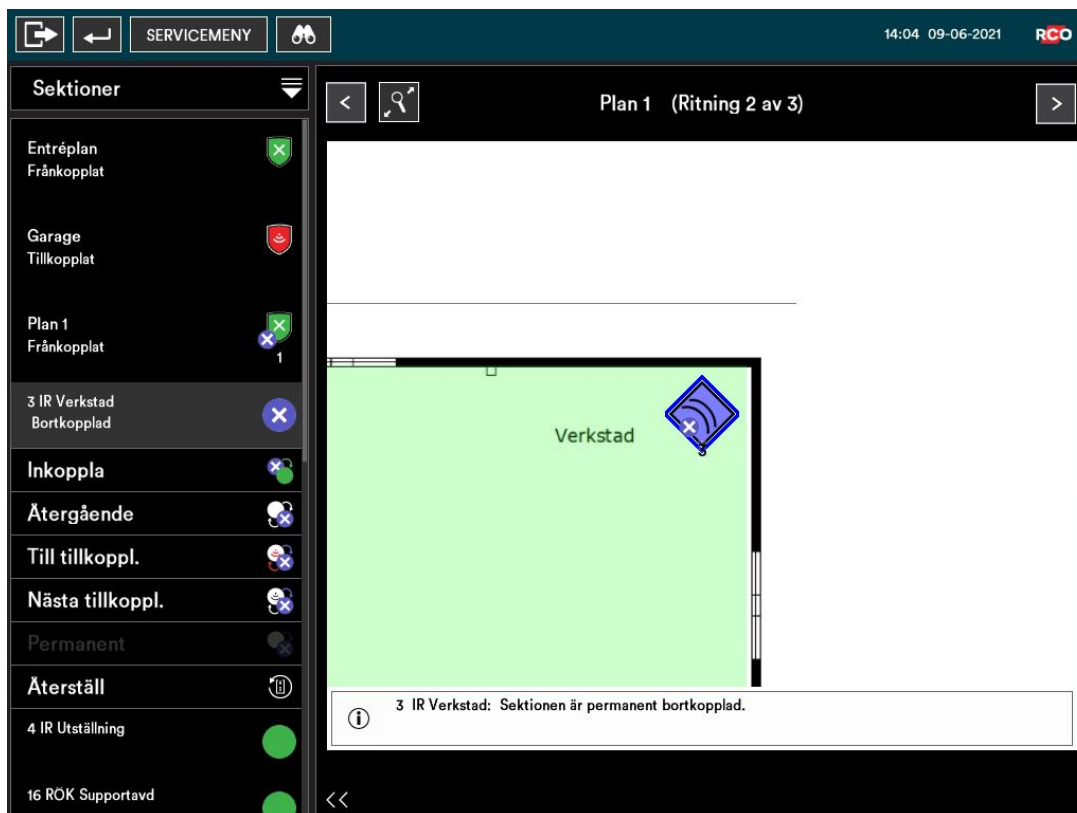 SERVICEMENY
14:04 09-06-2021
RCO
Sektioner
Plan 1 (Ritning 2 av 3)
Entréplan
Frånkopplat
Garage
Tillkopplat
Plan 1
Frånkopplat
1
3 IR Verkstad
Bortkopplad
Inkoppla
Återgående
Till tillkoppl.
Nästa tillkoppl.
Permanent
Återställ
4 IR Utställning
16 RÖK Supportavd
Verkstad
3
3 IR Verkstad: Sektionen är permanent bortkopplad.
<<